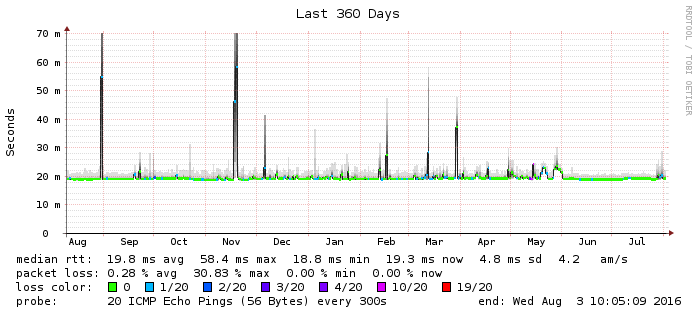 Last 360 Days
RRDTOOL / TOBI OETIKER
Seconds
70 m
60 m
50 m
40 m
30 m
20 m
10 m
0
Aug Sep Oct Nov Dec Jan Feb Mar Apr May Jun Jul
median rtt: 19.8 ms avg 58.4 ms max 18.8 ms min 19.3 ms now 4.8 ms sd 4.2 am/s
packet loss: 0.28 % avg 30.83 % max 0.00 % min 0.00 % now
loss color: 0 1/20 2/20 3/20 4/20 10/20 19/20
probe: 20 ICMP Echo Pings (56 Bytes) every 300s end: Wed Aug 3 10:05:09 2016